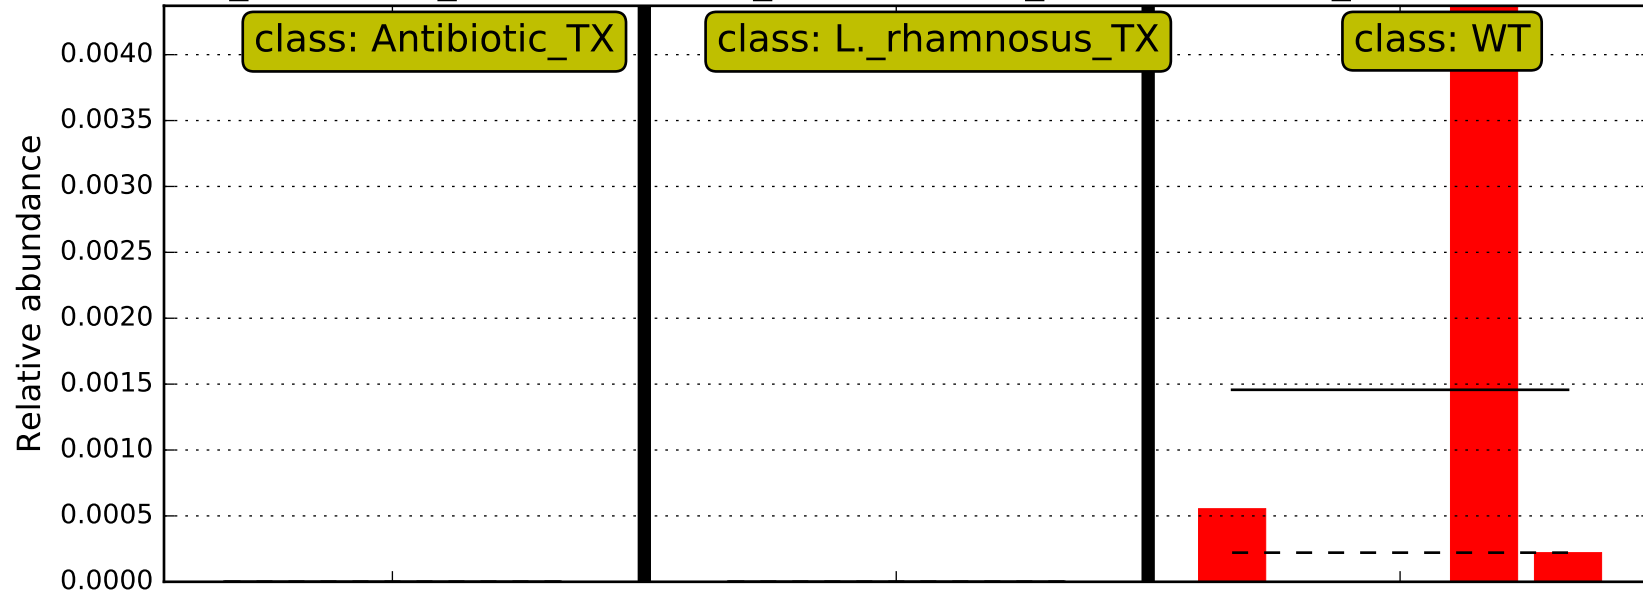 class: Antibiotic_TX
class: L._rhamnosus_TX
class: WT
0.0040
0.0035
0.0030
0.0025
0.0020
0.0015
0.0010
0.0005
0.0000
Relative abundance